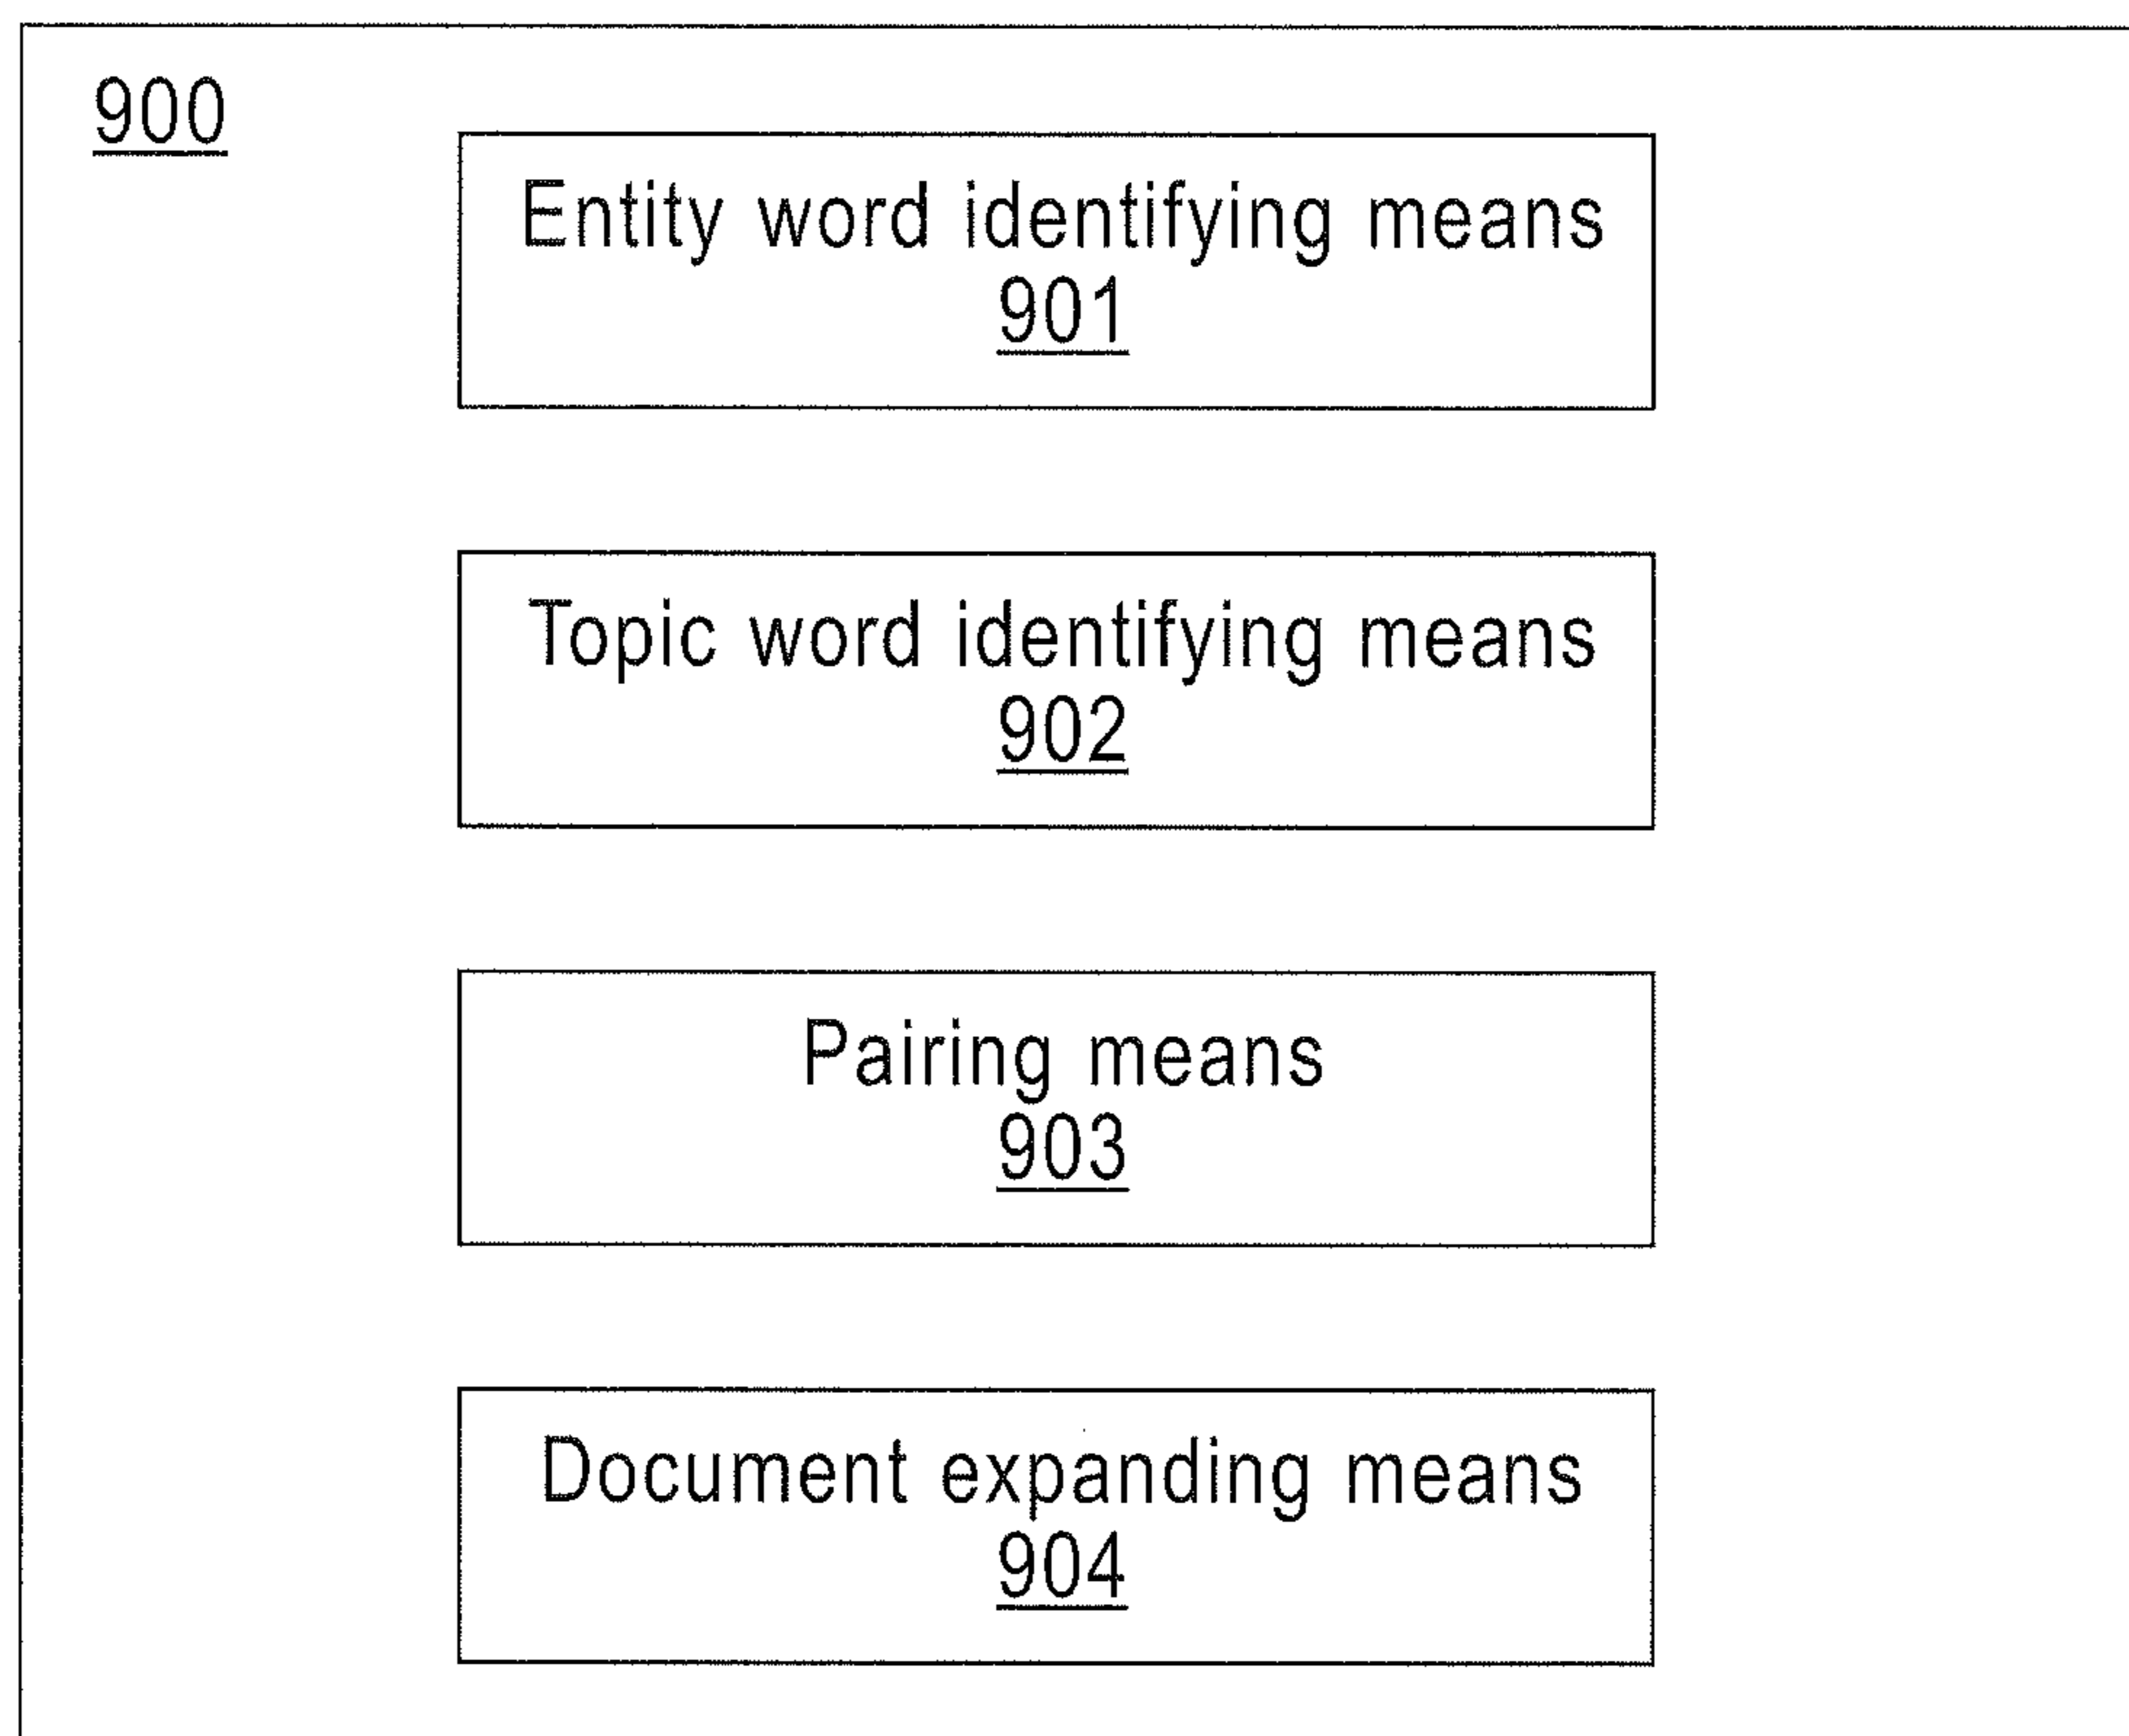 900
Entity word identifying means
901
Topic word identifying means
902
Pairing means
903
Document expanding means
904